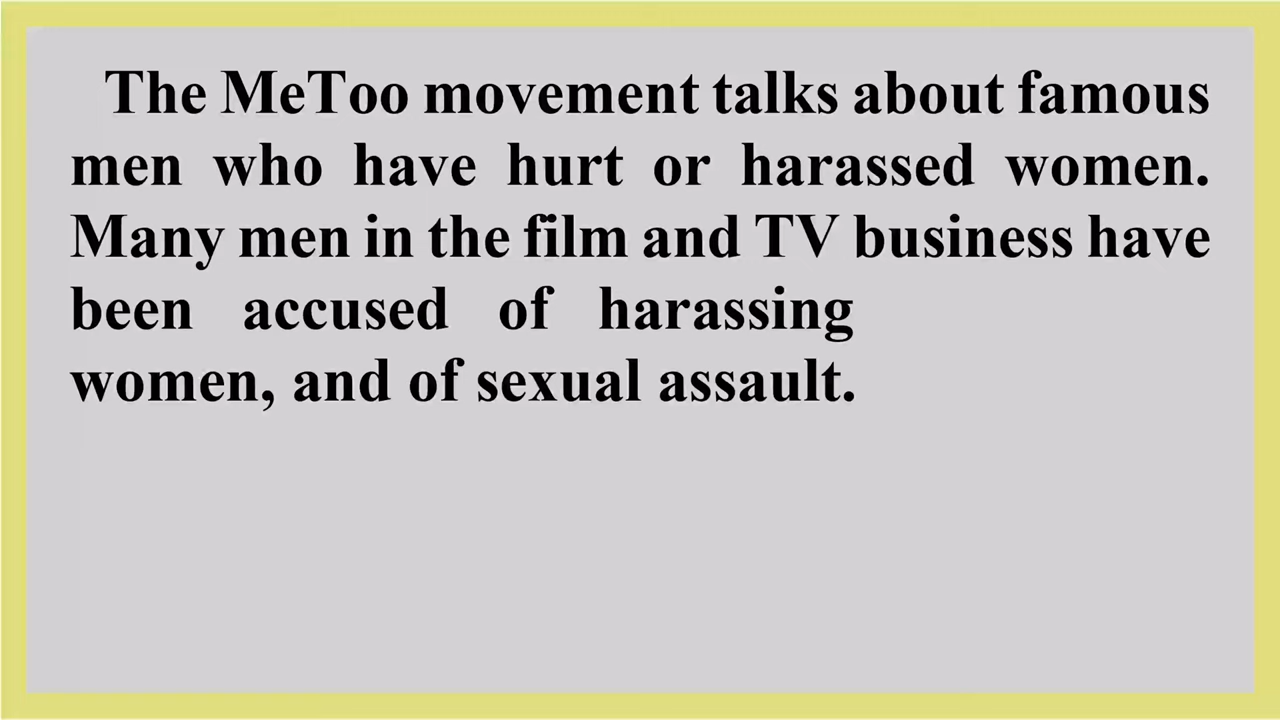 The MeToo movement talks about famous
men who have hurt or harassed women.
Many men in the film and TV business have
been accused of harassing
women, and of sexual assault.